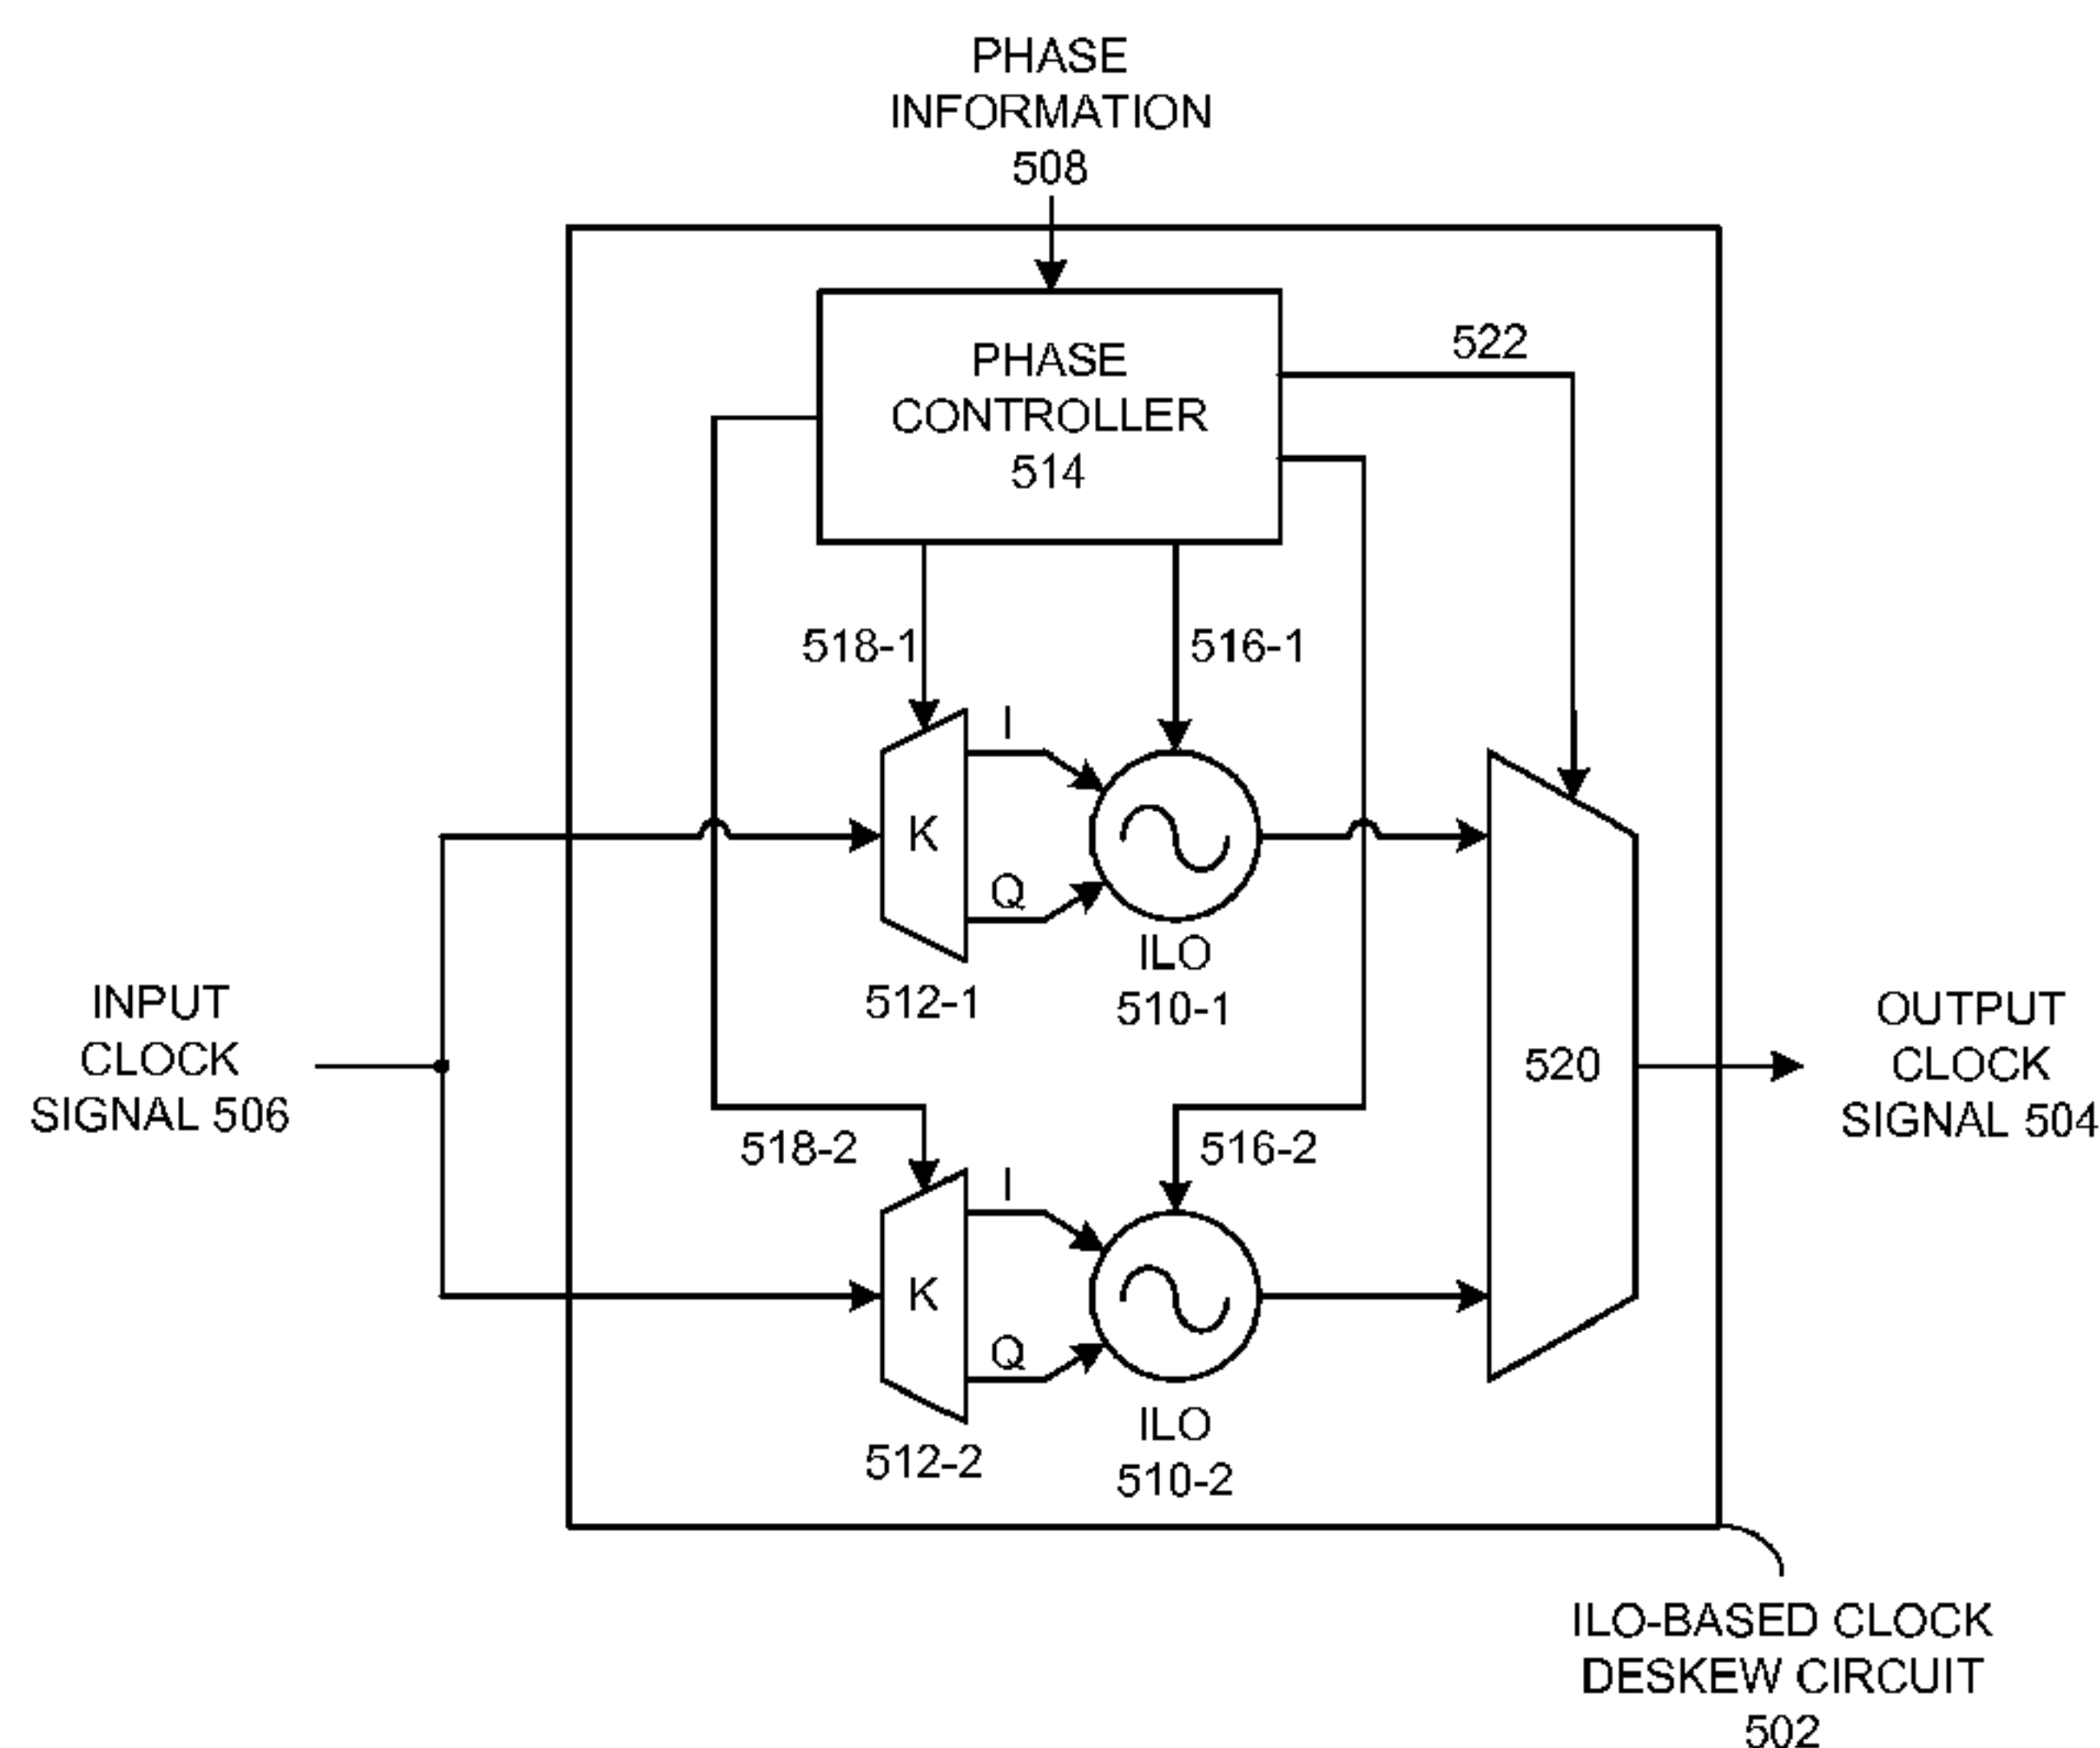 PHASE
INFORMATION
508
PHASE
CONTROLLER
514
522
518-1
516-1
I
K
Q
ILO
510-1
512-1
INPUT
CLOCK
SIGNAL 506
520
OUTPUT
CLOCK
SIGNAL 504
518-2
516-2
I
K
Q
ILO
510-2
512-2
ILO-BASED CLOCK
DESKEW CIRCUIT
502